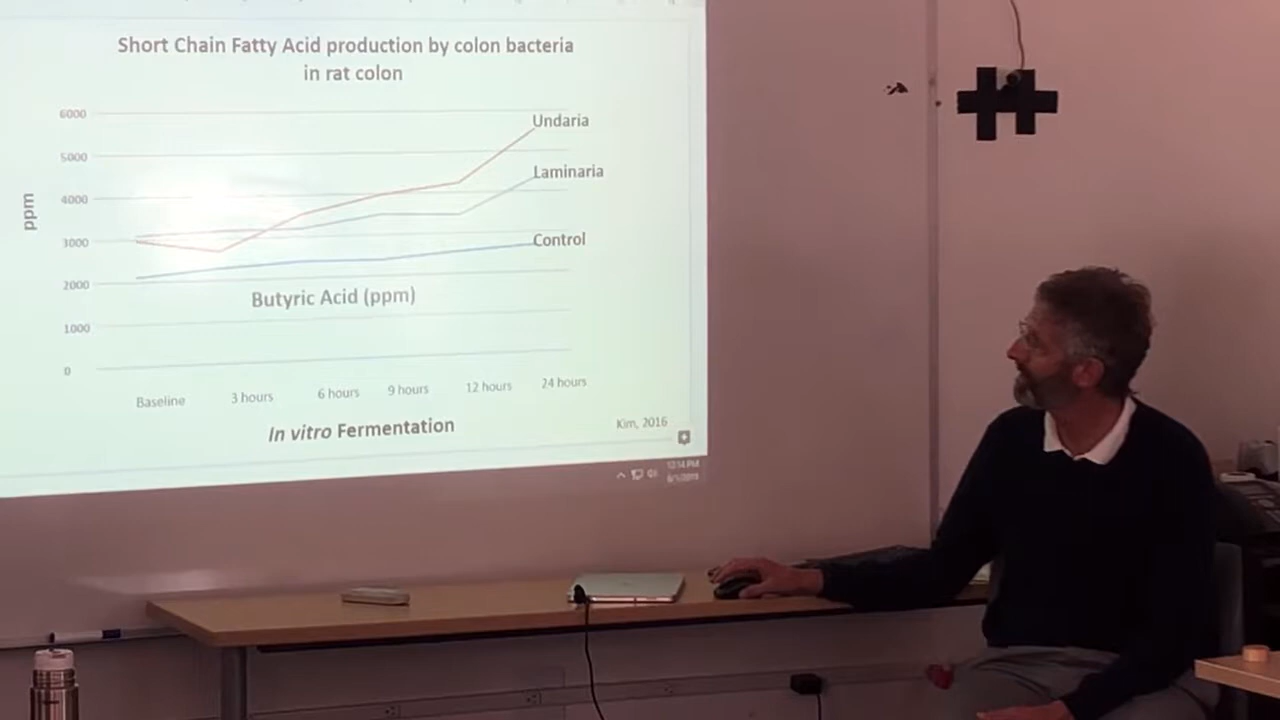 Short Chain Fatty Acid production by colon bacteria
in rat colon
6000
Undaria
5000
Laminaria
4000
ppm
3000
Control
2000
Butyric Acid (ppm)
1000
0
Baseline 3 hours 6 hours 9 hours 12 hours 24 hours
In vitro Fermentation
Kim, 2016